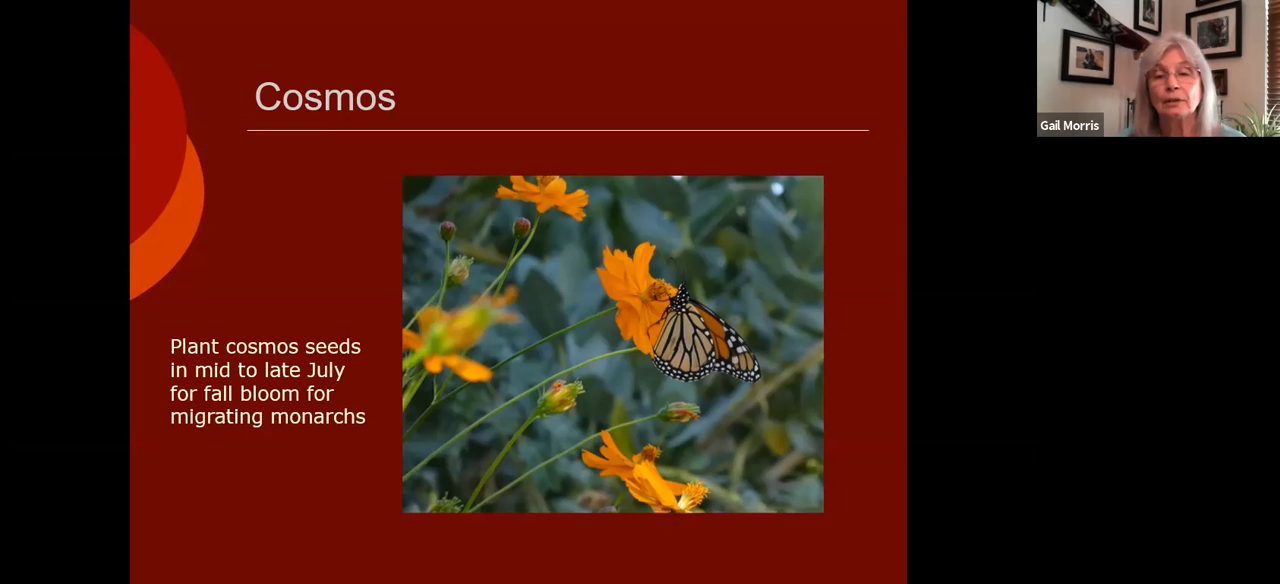 Cosmos
Plant cosmos seeds
in mid to late July
for fall bloom for
migrating monarchs
Gail Morris